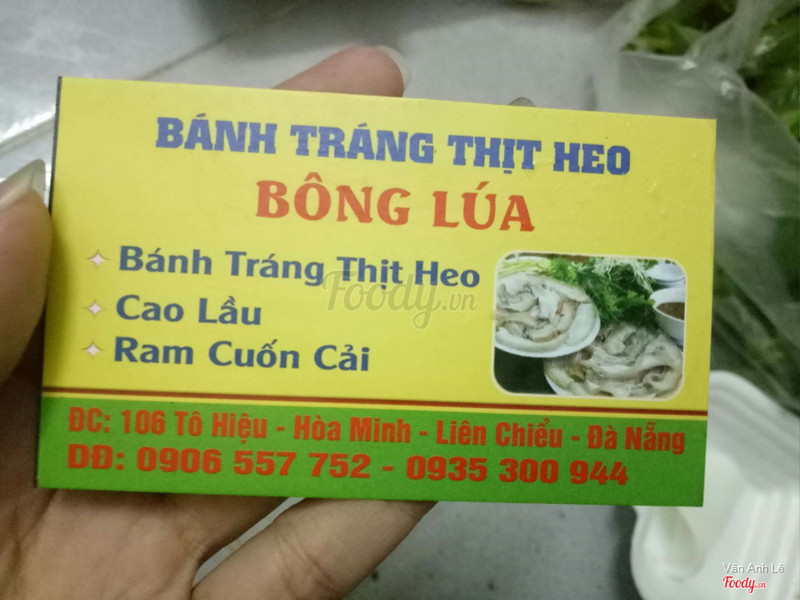 BÁNH TRÁNG THỊT HEO
BÔNG LÚA
Bánh Tráng Thịt Heo
Cao Lầu
Ram Cuốn Cải
Foody.vn
ĐC: 106 Tô Hiệu - Hòa Minh - Liên Chiểu - Đà Nẵng
DĐ: 0906 557 752 - 0935 300 944
Vân Anh Lê
Foody.vn